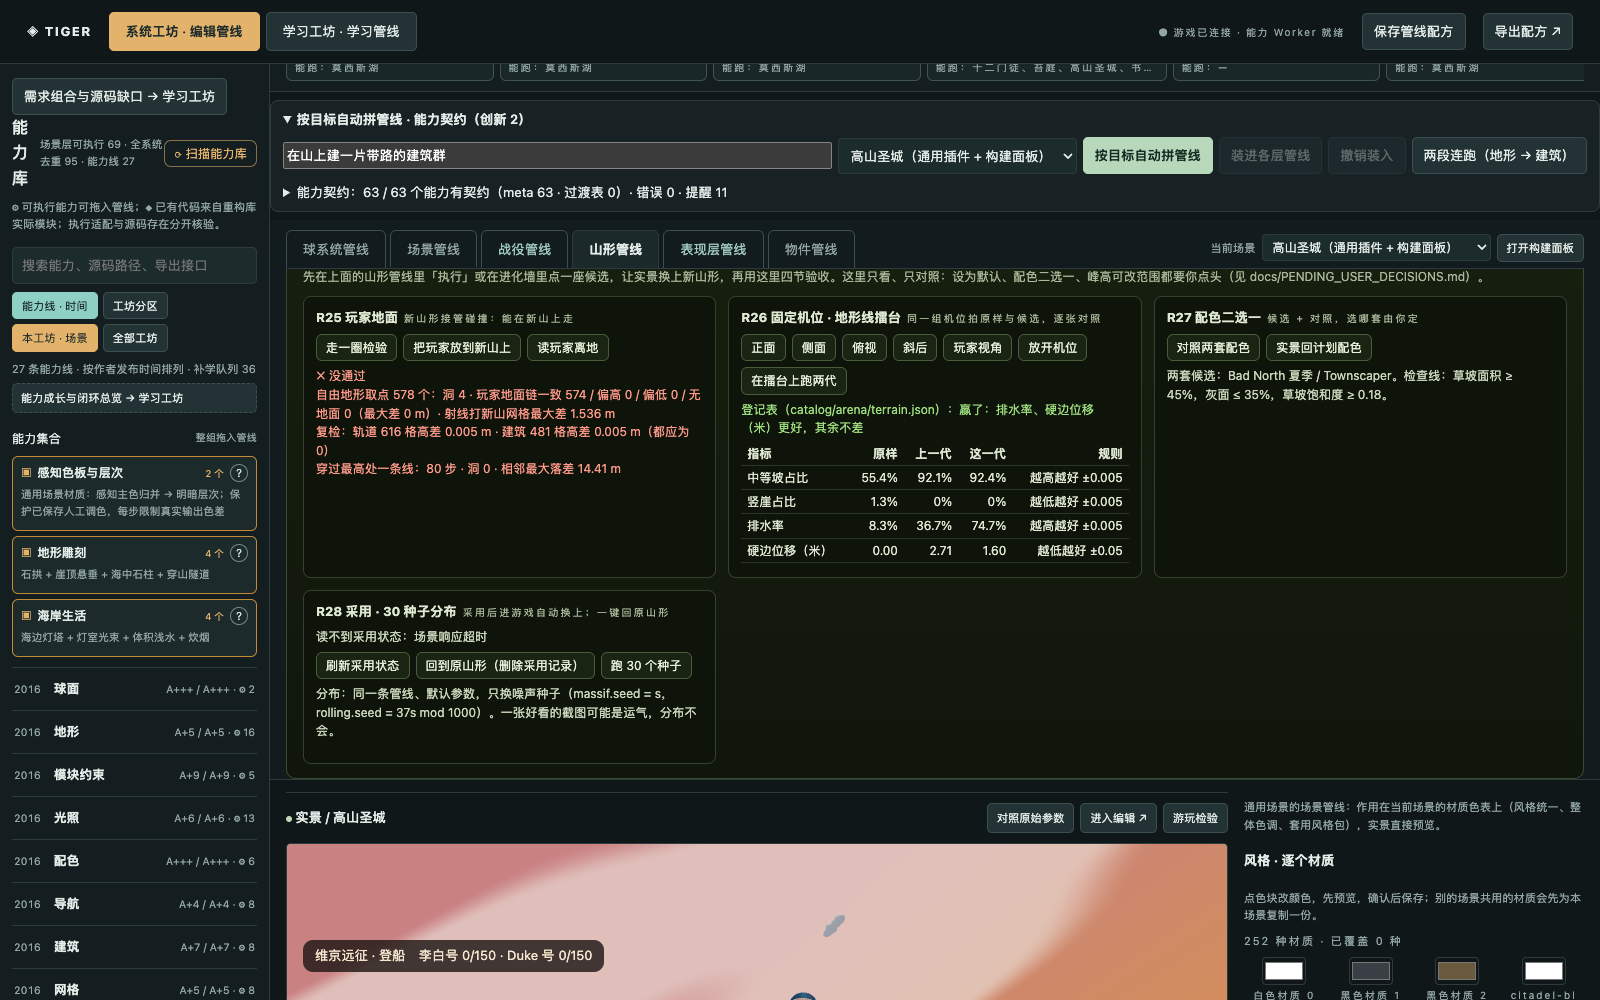 ◈ TIGER
系统工坊 · 编辑管线
学习工坊 · 学习管线
游戏已连接 · 能力 Worker 就绪
保存管线配方
导出配方 ↗
需求组合与源码缺口 → 学习工坊
能力库
场景层可执行 69 · 全系统去重 95 · 能力线 27
⟳ 扫描能力库
⚙ 可执行能力可拖入管线；◆ 已有代码来自重构库
实际模块；执行适配与源码存在分开核验。
搜索能力、源码路径、导出接口
能力线 · 时间
工坊分区
本工坊 · 场景
全部工坊
27 条能力线 · 按作者发布时间排列 · 补学队列 36
能力成长与闭环总览 → 学习工坊
能力集合
整组拖入管线
▣ 感知色板与层次 2 个 ?
通用场景材质：感知主色归并 → 明暗层次；保
护已保存人工调色，每步限制真实输出色差
▣ 地形雕刻 4 个 ?
石拱 + 崖顶悬垂 + 海中石柱 + 穿山隧道
▣ 海岸生活 4 个 ?
海边灯塔 + 灯室光束 + 体积浅水 + 炊烟
2016 球面 A+++ / A+++ · ⚙ 2
2016 地形 A+5 / A+5 · ⚙ 16
2016 模块约束 A+9 / A+9 · ⚙ 5
2016 光照 A+6 / A+6 · ⚙ 13
2016 配色 A+++ / A+++ · ⚙ 6
2016 导航 A+4 / A+4 · ⚙ 8
2016 建筑 A+7 / A+7 · ⚙ 8
2016 网格 A+5 / A+5 · ⚙ 8
能跑：莫西斯湖
能跑：莫西斯湖
能跑：莫西斯湖
能跑：十二门徒、苔庭、高山圣城、书…
能跑：—
能跑：莫西斯湖
▼ 按目标自动拼管线 · 能力契约（创新 2）
在山上建一片带路的建筑群
高山圣城（通用插件 + 构建面板）
按目标自动拼管线
装进各层管线
撤销装入
两段连跑（地形 → 建筑）
▶ 能力契约：63 / 63 个能力有契约（meta 63 · 过渡表 0）· 错误 0 · 提醒 11
球系统管线
场景管线
战役管线
山形管线
表现层管线
物件管线
当前场景
高山圣城（通用插件 + 构建面板）
打开构建面板
先在上面的山形管线里「执行」或在进化墙里点一座候选，让实景换上新山形，再用这里四节验收。这里只看、只对照：设为默认、配色二选一、峰高可改范围都要你点头（见 docs/PENDING_USER_DECISIONS.md）。
R25 玩家地面 新山形接管碰撞：能在新山上走
走一圈检验
把玩家放到新山上
读玩家离地
✕ 没通过
自由地形取点 578 个：洞 4 · 玩家地面链一致 574 / 偏高 0 / 偏低 0 / 无
地面 0（最大差 0 m）· 射线打新山网格最大差 1.536 m
复检：轨道 616 格高差 0.005 m · 建筑 481 格高差 0.005 m（都应为
0）
穿过最高处一条线：80 步 · 洞 0 · 相邻最大落差 14.41 m
R26 固定机位 · 地形线擂台 同一组机位拍原样与候选，逐张对照
正面
侧面
俯视
斜后
玩家视角
放开机位
在擂台上跑两代
登记表（catalog/arena/terrain.json）：赢了：排水率、硬边位移
（米）更好，其余不差
指标 原样 上一代 这一代 规则
中等坡占比 55.4% 92.1% 92.4% 越高越好 ±0.005
竖崖占比 1.3% 0% 0% 越低越好 ±0.005
排水率 8.3% 36.7% 74.7% 越高越好 ±0.005
硬边位移（米） 0.00 2.71 1.60 越低越好 ±0.05
R27 配色二选一 候选 + 对照，选哪套由你定
对照两套配色
实景回计划配色
两套候选：Bad North 夏季 / Townscaper。检查线：草坡面积 ≥
45%，灰面 ≤ 35%，草坡饱和度 ≥ 0.18。
R28 采用 · 30 种子分布 采用后进游戏自动换上；一键回原山形
读不到采用状态：场景响应超时
刷新采用状态
回到原山形（删除采用记录）
跑 30 个种子
分布：同一条管线、默认参数，只换噪声种子（massif.seed = s，
rolling.seed = 37s mod 1000）。一张好看的截图可能是运气，分布不
会。
实景 / 高山圣城
对照原始参数
进入编辑 ↗
游玩检验
维京远征 · 登船 李白号 0/150 · Duke 号 0/150
通用场景的场景管线：作用在当前场景的材质色表上（风格统一、整
体色调、套用风格包），实景直接预览。
风格 · 逐个材质
点色块改颜色，先预览，确认后保存；别的场景共用的材质会先为本
场景复制一份。
252 种材质 · 已覆盖 0 种
白色材质 0
黑色材质 1
黑色材质 2
citadel-bl